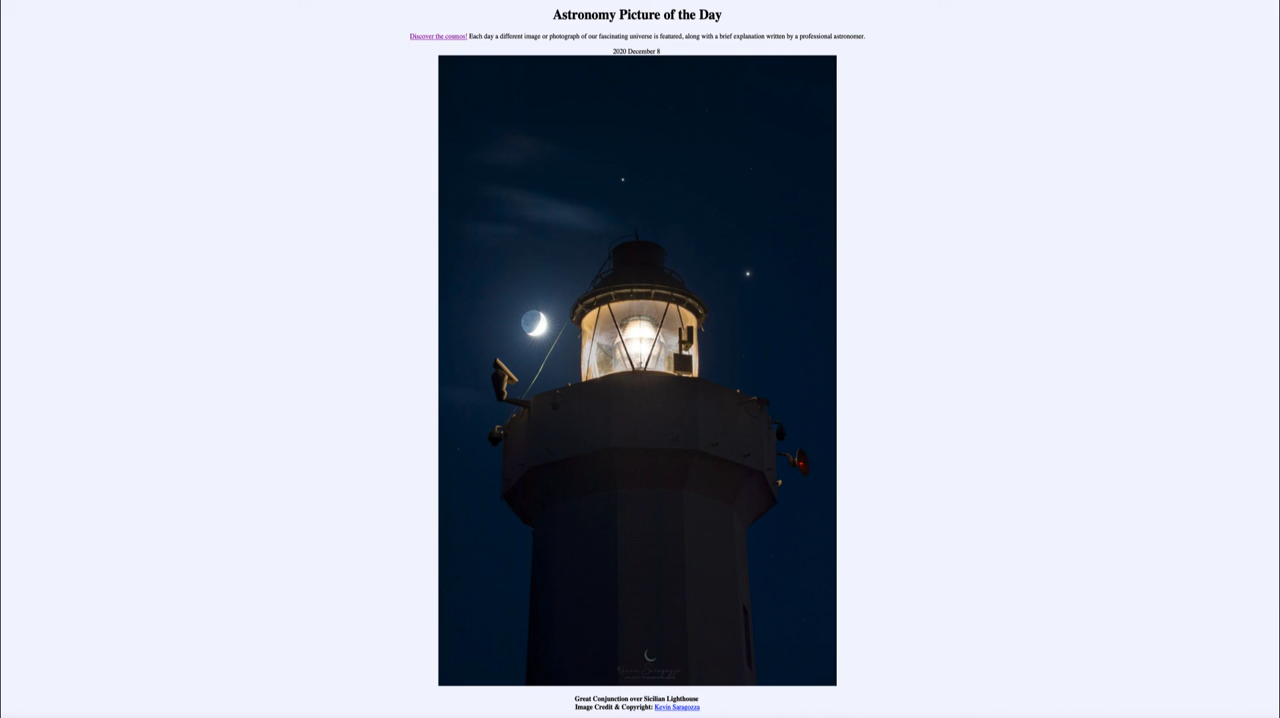 Astronomy Picture of the Day
Discover the cosmos! Each day a different image or photograph of our fascinating universe is featured, along with a brief explanation written by a professional astronomer.
2020 December 8
Great Conjunction over Sicilian Lighthouse
Image Credit & Copyright: Kevin Saragozza